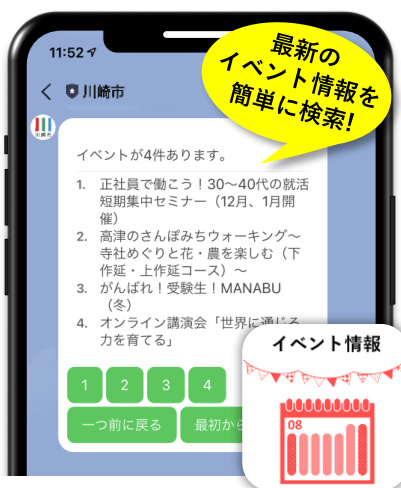 最新の
イベント情報を
簡単に検索!
11:52
川崎市
川崎市
イベントが4件あります。
1. 正社員で働こう！30〜40代の就活
短期集中セミナー（12月、1月開
催）
2. 高津のさんぽみちウォーキング〜
寺社めぐりと花・農を楽しむ（下
作延・上作延コース）〜
3. がんばれ！受験生！MANABU
（冬）
4. オンライン講演会「世界に通じる
力を育てる」
1 2 3 4
一つ前に戻る 最初から
イベント情報
08